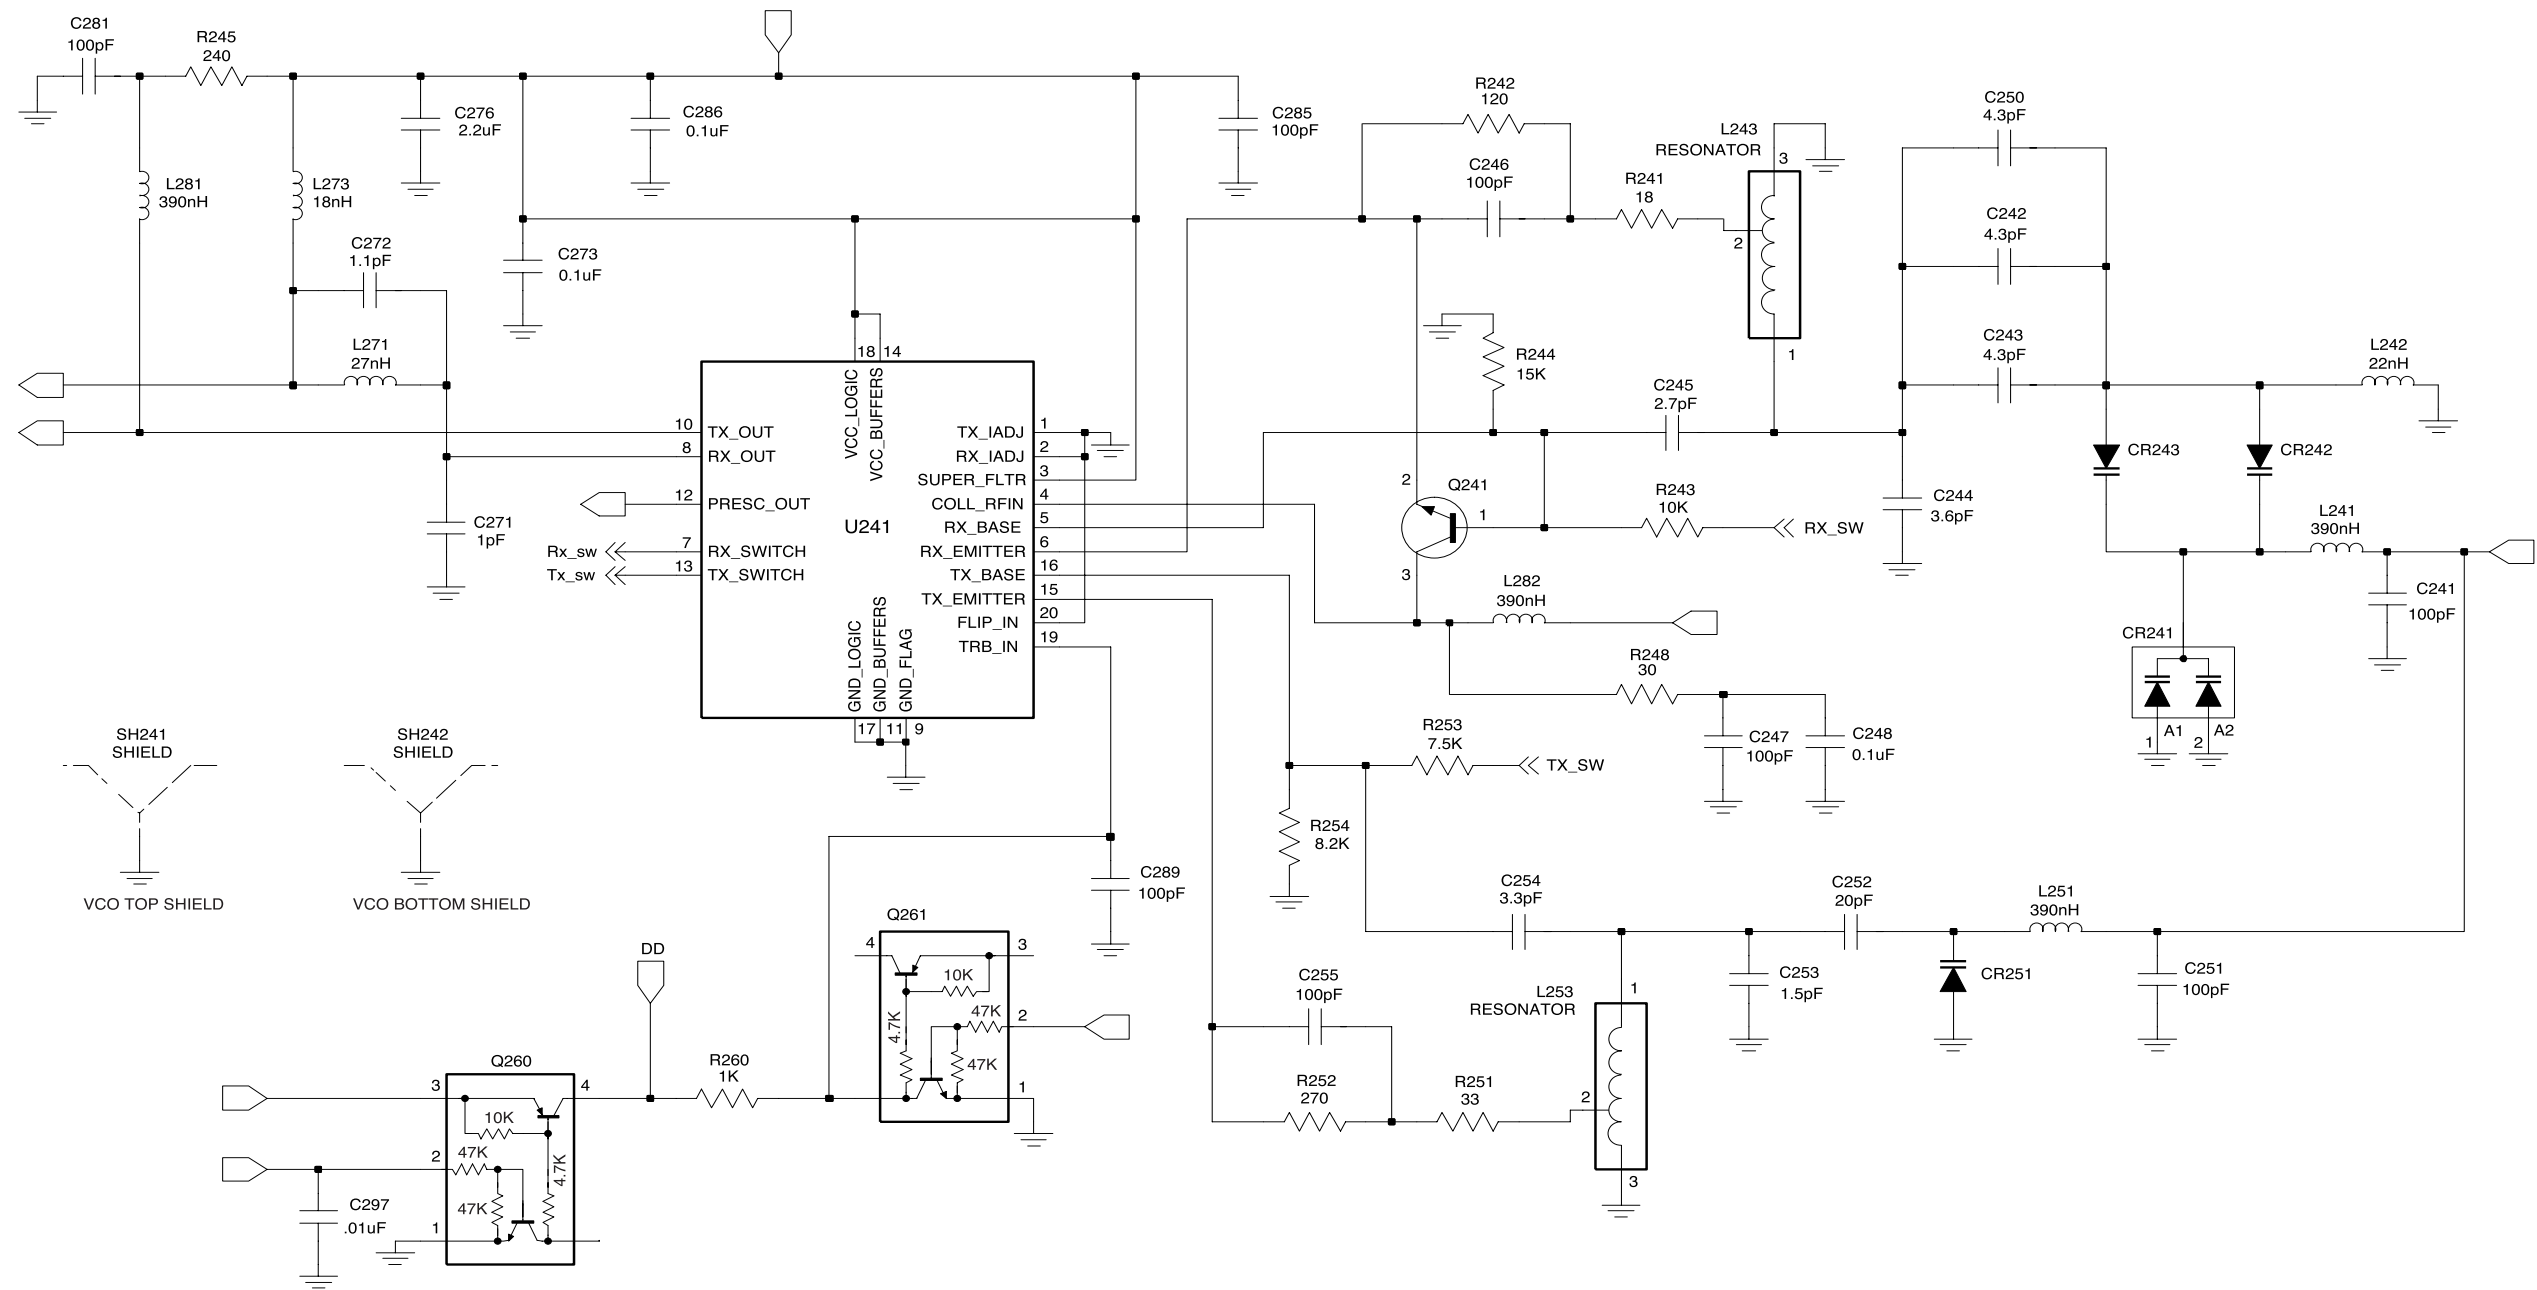 C281
100pF
R245
240
C276
2.2uF
C286
0.1uF
C285
100pF
L281
390nH
L273
18nH
C272
1.1pF
C273
0.1uF
L271
27nH
C271
1pF
R242
120
C246
100pF
R241
18
L243
RESONATOR
3
2
1
C250
4.3pF
C242
4.3pF
C243
4.3pF
L242
22nH
R244
15K
C245
2.7pF
CR243
CR242
C244
3.6pF
L241
390nH
C241
100pF
CR241
1
A1
2
A2
Q241
2
1
3
R243
10K
RX_SW
L282
390nH
R248
30
C247
100pF
C248
0.1uF
18
14
VCC_LOGIC
VCC_BUFFERS
10
TX_OUT
8
RX_OUT
12
PRESC_OUT
Rx_sw
7
RX_SWITCH
Tx_sw
13
TX_SWITCH
U241
TX_IADJ
1
RX_IADJ
2
SUPER_FLTR
3
COLL_RFIN
4
RX_BASE
5
RX_EMITTER
6
TX_BASE
16
TX_EMITTER
15
FLIP_IN
20
TRB_IN
19
GND_LOGIC
GND_BUFFERS
GND_FLAG
17
11
9
SH241
SHIELD
VCO TOP SHIELD
SH242
SHIELD
VCO BOTTOM SHIELD
R253
7.5K
TX_SW
R254
8.2K
C289
100pF
C254
3.3pF
C252
20pF
L251
390nH
C253
1.5pF
CR251
C251
100pF
C255
100pF
L253
RESONATOR
1
2
3
R252
270
R251
33
Q261
4
3
10K
4.7K
47K
2
47K
1
DD
R260
1K
Q260
3
4
10K
2
47K
4.7K
47K
1
C297
.01uF